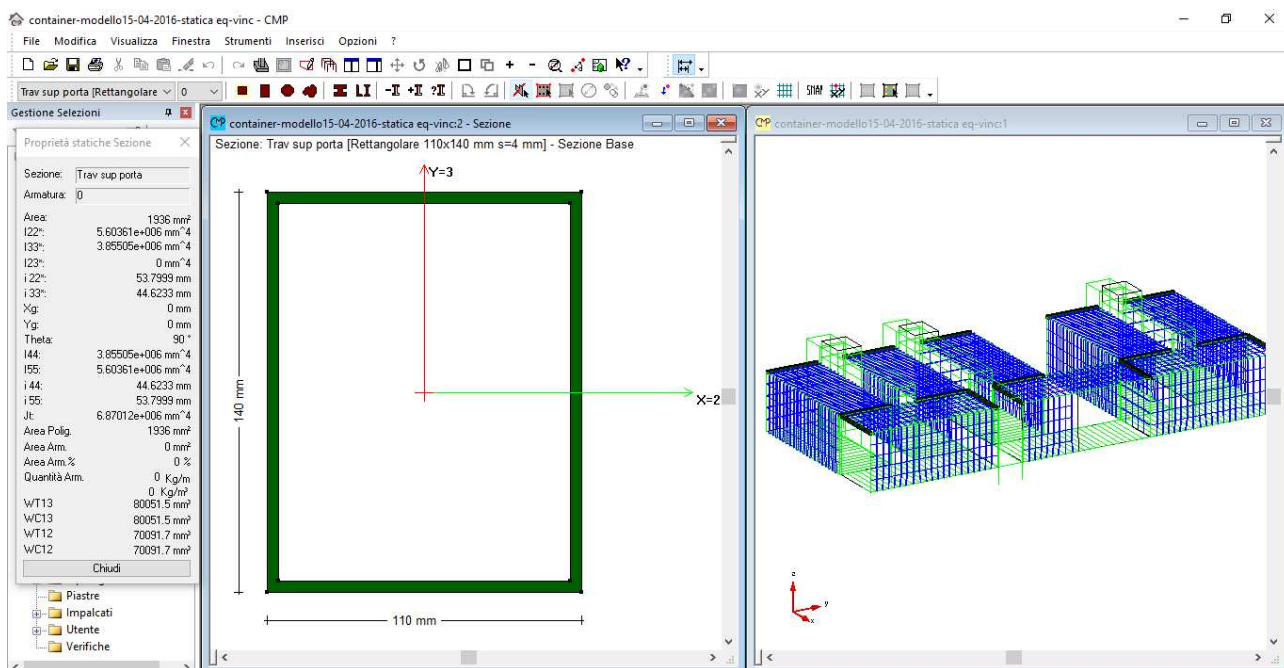 container-modello15-04-2016-statica eq-vinc - CMP
File Modifica Visualizza Finestra Strumenti Inserisci Opzioni ?
Trav sup porta [Rettangolare 0
Gestione Selezioni
Proprietà statiche Sezione
Sezione: Trav sup porta
Armatura: 0
Area: 1936 mm²
I22*: 5.60361e+006 mm^4
I33*: 3.85505e+006 mm^4
I23*: 0 mm^4
i 22*: 53.7999 mm
i 33*: 44.6233 mm
Xg: 0 mm
Yg: 0 mm
Theta: 90 °
I44: 3.85505e+006 mm^4
I55: 5.60361e+006 mm^4
i 44: 44.6233 mm
i 55: 53.7999 mm
Jt: 6.87012e+006 mm^4
Area Polig. 1936 mm²
Area Arm. 0 mm²
Area Arm.% 0 %
Quantità Arm. 0 Kg/m
0 Kg/m³
WT13 80051.5 mm³
WC13 80051.5 mm³
WT12 70091.7 mm³
WC12 70091.7 mm³
Chiudi
Piastre
Impalcati
Utente
Verifiche
container-modello15-04-2016-statica eq-vinc:2 - Sezione
Sezione: Trav sup porta [Rettangolare 110x140 mm s=4 mm] - Sezione Base
Y=3
X=2
140 mm
110 mm
container-modello15-04-2016-statica eq-vinc:1
z
y
x